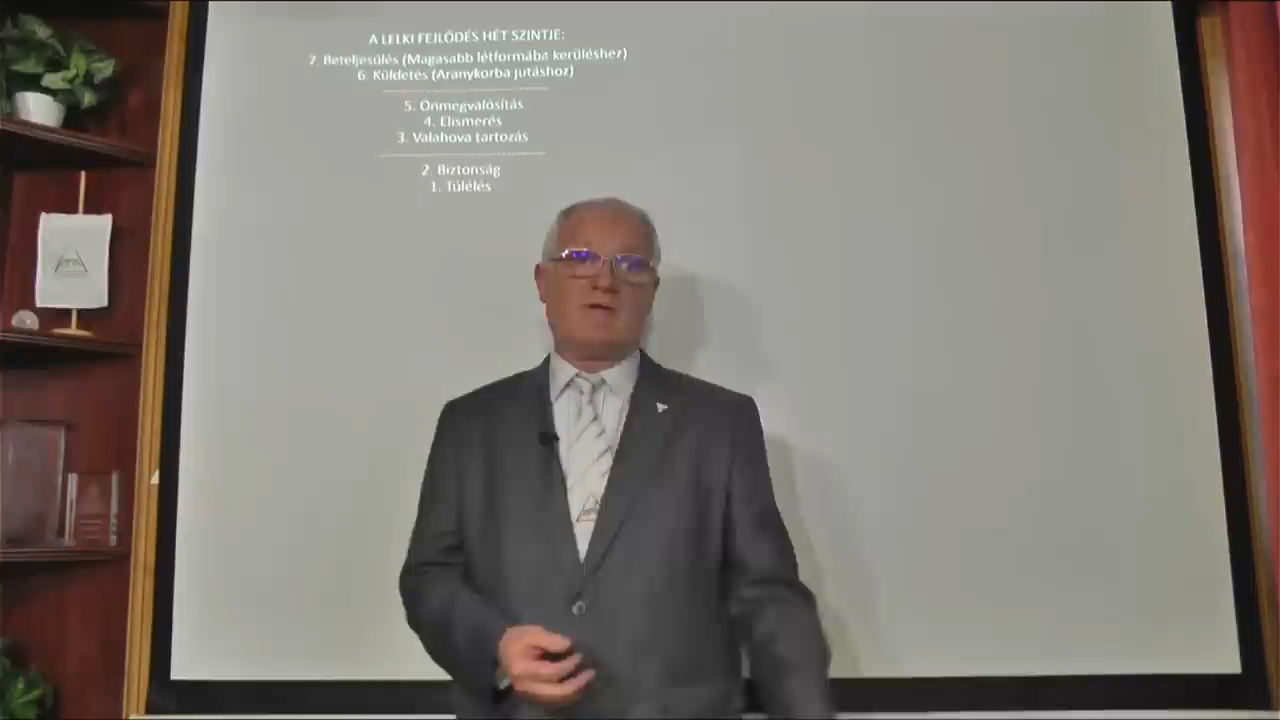 A LELKI FEJLŐDÉS HÉT SZINTJE:
7. Beteljesülés (Magasabb létformába kerüléshez)
6. Küldetés (Aranykorba jutáshoz)
5. Önmegvalósítás
4. Elismerés
3. Valahova tartozás
2. Biztonság
1. Túlélés